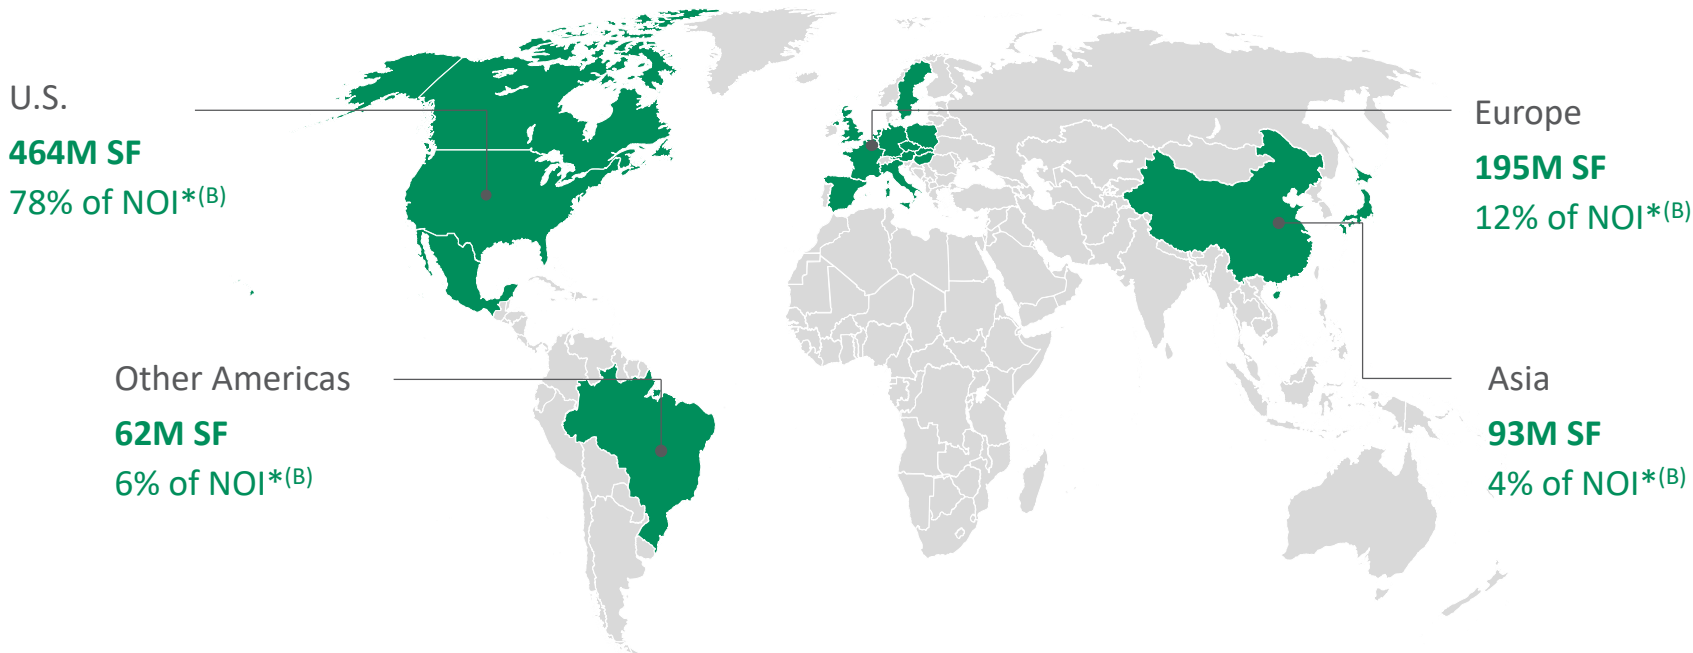 U.S.
464M SF
78% of NOI*(B)
Europe
195M SF
12% of NOI*(B)
Other Americas
62M SF
6% of NOI*(B)
Asia
93M SF
4% of NOI*(B)